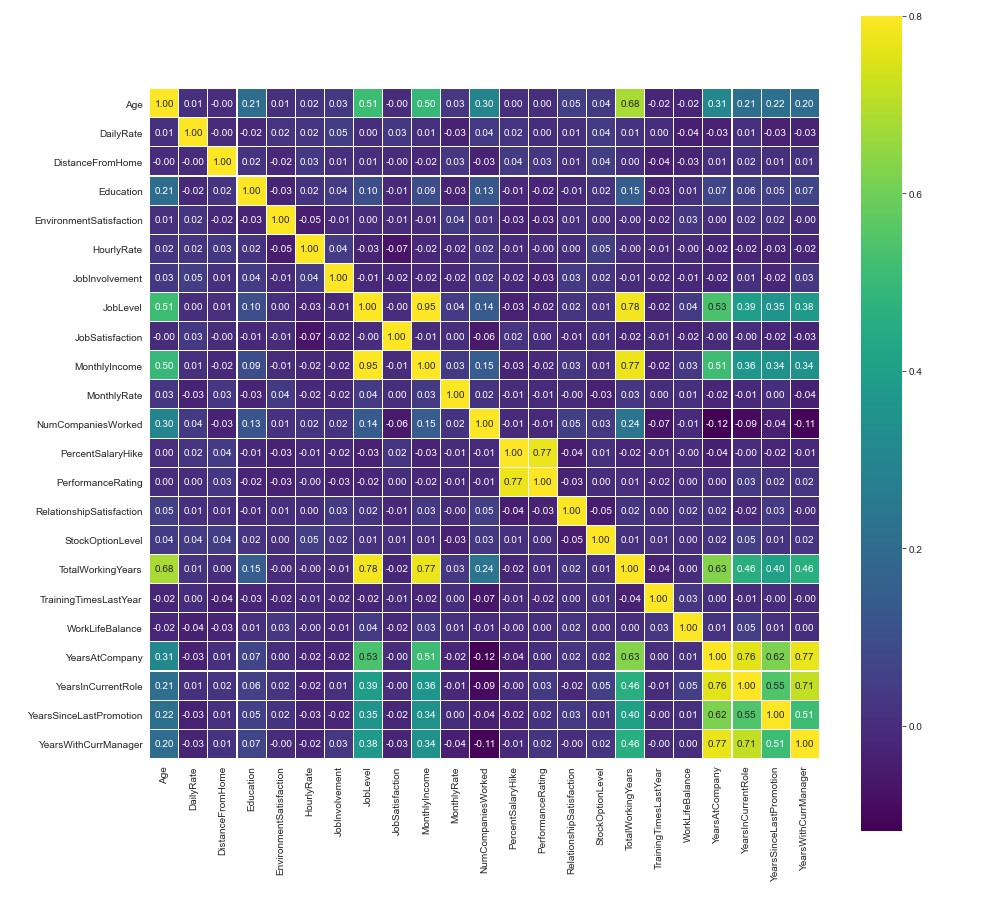 0.8
Age 1.00 0.01 -0.00 0.21 0.01 0.02 0.03 0.51 -0.00 0.50 0.03 0.30 0.00 0.00 0.05 0.04 0.68 -0.02 -0.02 0.31 0.21 0.22 0.20
DailyRate 0.01 1.00 -0.00 -0.02 0.02 0.02 0.05 0.00 0.03 0.01 -0.03 0.04 0.02 0.00 0.01 0.04 0.01 0.00 -0.04 -0.03 0.01 -0.03 -0.03
DistanceFromHome -0.00 -0.00 1.00 0.02 -0.02 0.03 0.01 0.01 -0.00 -0.02 0.03 -0.03 0.04 0.03 0.01 0.04 0.00 -0.04 -0.03 0.01 0.02 0.01 0.01
Education 0.21 -0.02 0.02 1.00 -0.03 0.02 0.04 0.10 -0.01 0.09 -0.03 0.13 -0.01 -0.02 -0.01 0.02 0.15 -0.03 0.01 0.07 0.06 0.05 0.07
0.6
EnvironmentSatisfaction 0.01 0.02 -0.02 -0.03 1.00 -0.05 -0.01 0.00 -0.01 -0.01 0.04 0.01 -0.03 -0.03 0.01 0.00 -0.00 -0.02 0.03 0.00 0.02 0.02 -0.00
HourlyRate 0.02 0.02 0.03 0.02 -0.05 1.00 0.04 -0.03 -0.07 -0.02 -0.02 0.02 -0.01 -0.00 0.00 0.05 -0.00 -0.01 -0.00 -0.02 -0.02 -0.03 -0.02
JobInvolvement 0.03 0.05 0.01 0.04 -0.01 0.04 1.00 -0.01 -0.02 -0.02 -0.02 0.02 -0.02 -0.03 0.03 0.02 -0.01 -0.02 -0.01 -0.02 0.01 -0.02 0.03
JobLevel 0.51 0.00 0.01 0.10 0.00 -0.03 -0.01 1.00 -0.00 0.95 0.04 0.14 -0.03 -0.02 0.02 0.01 0.78 -0.02 0.04 0.53 0.39 0.35 0.38
JobSatisfaction -0.00 0.03 -0.00 -0.01 -0.01 -0.07 -0.02 -0.00 1.00 -0.01 0.00 -0.06 0.02 0.00 -0.01 0.01 -0.02 -0.01 -0.02 -0.00 -0.00 -0.02 -0.03
MonthlyIncome 0.50 0.01 -0.02 0.09 -0.01 -0.02 -0.02 0.95 -0.01 1.00 0.03 0.15 -0.03 -0.02 0.03 0.01 0.77 -0.02 0.03 0.51 0.36 0.34 0.34
0.4
MonthlyRate 0.03 -0.03 0.03 -0.03 0.04 -0.02 -0.02 0.04 0.00 0.03 1.00 0.02 -0.01 -0.01 -0.00 -0.03 0.03 0.00 0.01 -0.02 -0.01 0.00 -0.04
NumCompaniesWorked 0.30 0.04 -0.03 0.13 0.01 0.02 0.02 0.14 -0.06 0.15 0.02 1.00 -0.01 -0.01 0.05 0.03 0.24 -0.07 -0.01 -0.12 -0.09 -0.04 -0.11
PercentSalaryHike 0.00 0.02 0.04 -0.01 -0.03 -0.01 -0.02 -0.03 0.02 -0.03 -0.01 -0.01 1.00 0.77 -0.04 0.01 -0.02 -0.01 -0.00 -0.04 -0.00 -0.02 -0.01
PerformanceRating 0.00 0.00 0.03 -0.02 -0.03 -0.00 -0.03 -0.02 0.00 -0.02 -0.01 -0.01 0.77 1.00 -0.03 0.00 0.01 -0.02 0.00 0.00 0.03 0.02 0.02
RelationshipSatisfaction 0.05 0.01 0.01 -0.01 0.01 0.00 0.03 0.02 -0.01 0.03 -0.00 0.05 -0.04 -0.03 1.00 -0.05 0.02 0.00 0.02 0.02 -0.02 0.03 -0.00
StockOptionLevel 0.04 0.04 0.04 0.02 0.00 0.05 0.02 0.01 0.01 0.01 -0.03 0.03 0.01 0.00 -0.05 1.00 0.01 0.01 0.00 0.02 0.05 0.01 0.02
0.2
TotalWorkingYears 0.68 0.01 0.00 0.15 -0.00 -0.00 -0.01 0.78 -0.02 0.77 0.03 0.24 -0.02 0.01 0.02 0.01 1.00 -0.04 0.00 0.63 0.46 0.40 0.46
TrainingTimesLastYear -0.02 0.00 -0.04 -0.03 -0.02 -0.01 -0.02 -0.02 -0.01 -0.02 0.00 -0.07 -0.01 -0.02 0.00 0.01 -0.04 1.00 0.03 0.00 -0.01 -0.00 -0.00
WorkLifeBalance -0.02 -0.04 -0.03 0.01 0.03 -0.00 -0.01 0.04 -0.02 0.03 0.01 -0.01 -0.00 0.00 0.02 0.00 0.00 0.03 1.00 0.01 0.05 0.01 0.00
YearsAtCompany 0.31 -0.03 0.01 0.07 0.00 -0.02 -0.02 0.53 -0.00 0.51 -0.02 -0.12 -0.04 0.00 0.02 0.02 0.63 0.00 0.01 1.00 0.76 0.62 0.77
YearsInCurrentRole 0.21 0.01 0.02 0.06 0.02 -0.02 0.01 0.39 -0.00 0.36 -0.01 -0.09 -0.00 0.03 -0.02 0.05 0.46 -0.01 0.05 0.76 1.00 0.55 0.71
YearsSinceLastPromotion 0.22 -0.03 0.01 0.05 0.02 -0.03 -0.02 0.35 -0.02 0.34 0.00 -0.04 -0.02 0.02 0.03 0.01 0.40 -0.00 0.01 0.62 0.55 1.00 0.51
0.0
YearsWithCurrManager 0.20 -0.03 0.01 0.07 -0.00 -0.02 0.03 0.38 -0.03 0.34 -0.04 -0.11 -0.01 0.02 -0.00 0.02 0.46 -0.00 0.00 0.77 0.71 0.51 1.00
Age
DailyRate
DistanceFromHome
Education
EnvironmentSatisfaction
HourlyRate
JobInvolvement
JobLevel
JobSatisfaction
MonthlyIncome
MonthlyRate
NumCompaniesWorked
PercentSalaryHike
PerformanceRating
RelationshipSatisfaction
StockOptionLevel
TotalWorkingYears
TrainingTimesLastYear
WorkLifeBalance
YearsAtCompany
YearsInCurrentRole
YearsSinceLastPromotion
YearsWithCurrManager